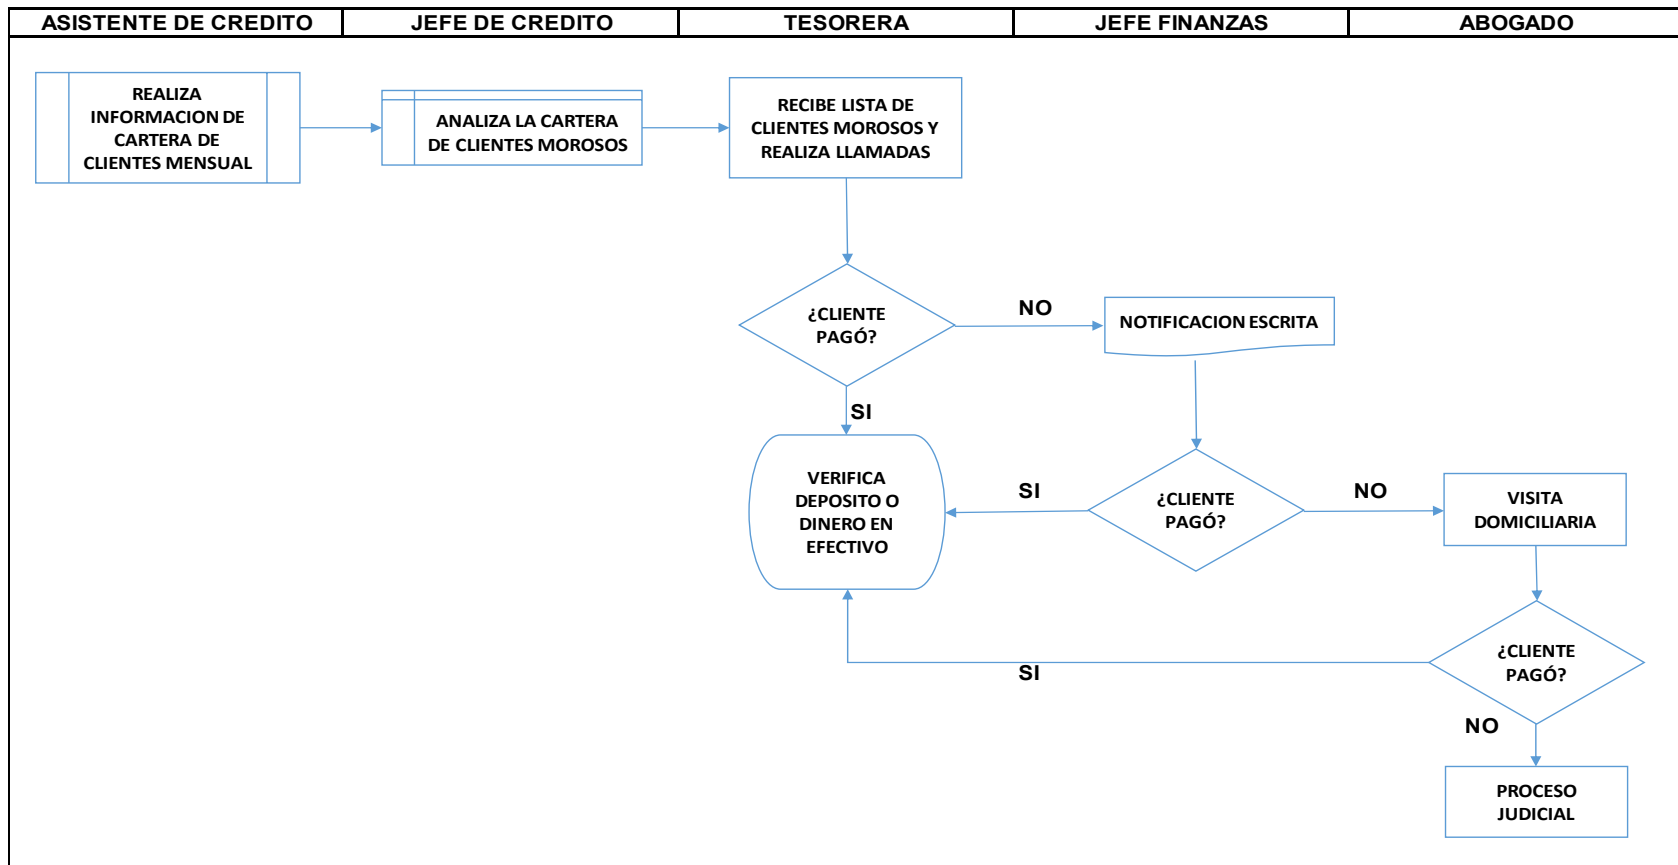 ASISTENTE DE CREDITO
JEFE DE CREDITO
TESORERA
JEFE FINANZAS
ABOGADO
REALIZA
INFORMACION DE
CARTERA DE
CLIENTES MENSUAL
ANALIZA LA CARTERA
DE CLIENTES MOROSOS
RECIBE LISTA DE
CLIENTES MOROSOS Y
REALIZA LLAMADAS
¿CLIENTE
PAGÓ?
NO
NOTIFICACION ESCRITA
SI
VERIFICA
DEPOSITO O
DINERO EN
EFECTIVO
SI
¿CLIENTE
PAGÓ?
NO
VISITA
DOMICILIARIA
¿CLIENTE
PAGÓ?
SI
NO
PROCESO
JUDICIAL